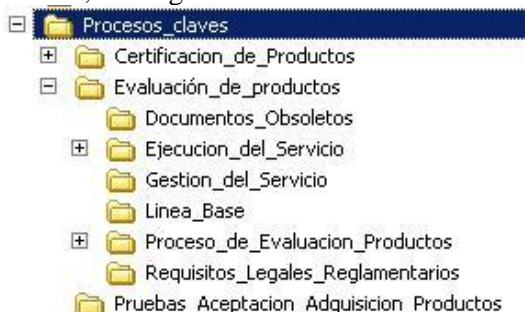 Procesos_claves
Certificacion_de_Productos
Evaluación_de_productos
Documentos_Obsoletos
Ejecucion_del_Servicio
Gestion_del_Servicio
Linea_Base
Proceso_de_Evaluacion_Productos
Requisitos_Legales_Reglamentarios
Pruebas_Aceptacion_Adquisicion_Productos